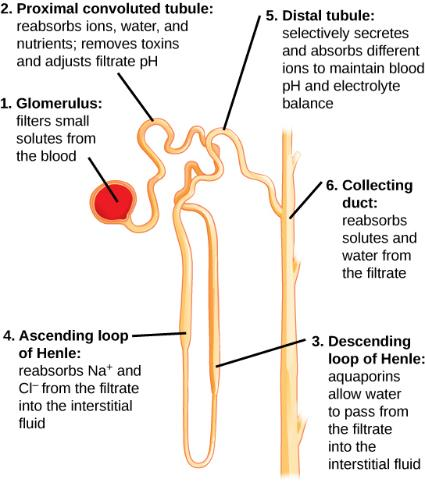 2. Proximal convoluted tubule:
reabsorbs ions, water, and
nutrients; removes toxins
and adjusts filtrate pH
1. Glomerulus:
filters small
solutes from
the blood
5. Distal tubule:
selectively secretes
and absorbs different
ions to maintain blood
pH and electrolyte
balance
6. Collecting
duct:
reabsorbs
solutes and
water from
the filtrate
4. Ascending loop
of Henle:
reabsorbs Na⁺ and
Cl⁻ from the filtrate
into the interstitial
fluid
3. Descending
loop of Henle:
aquaporins
allow water
to pass from
the filtrate
into the
interstitial fluid